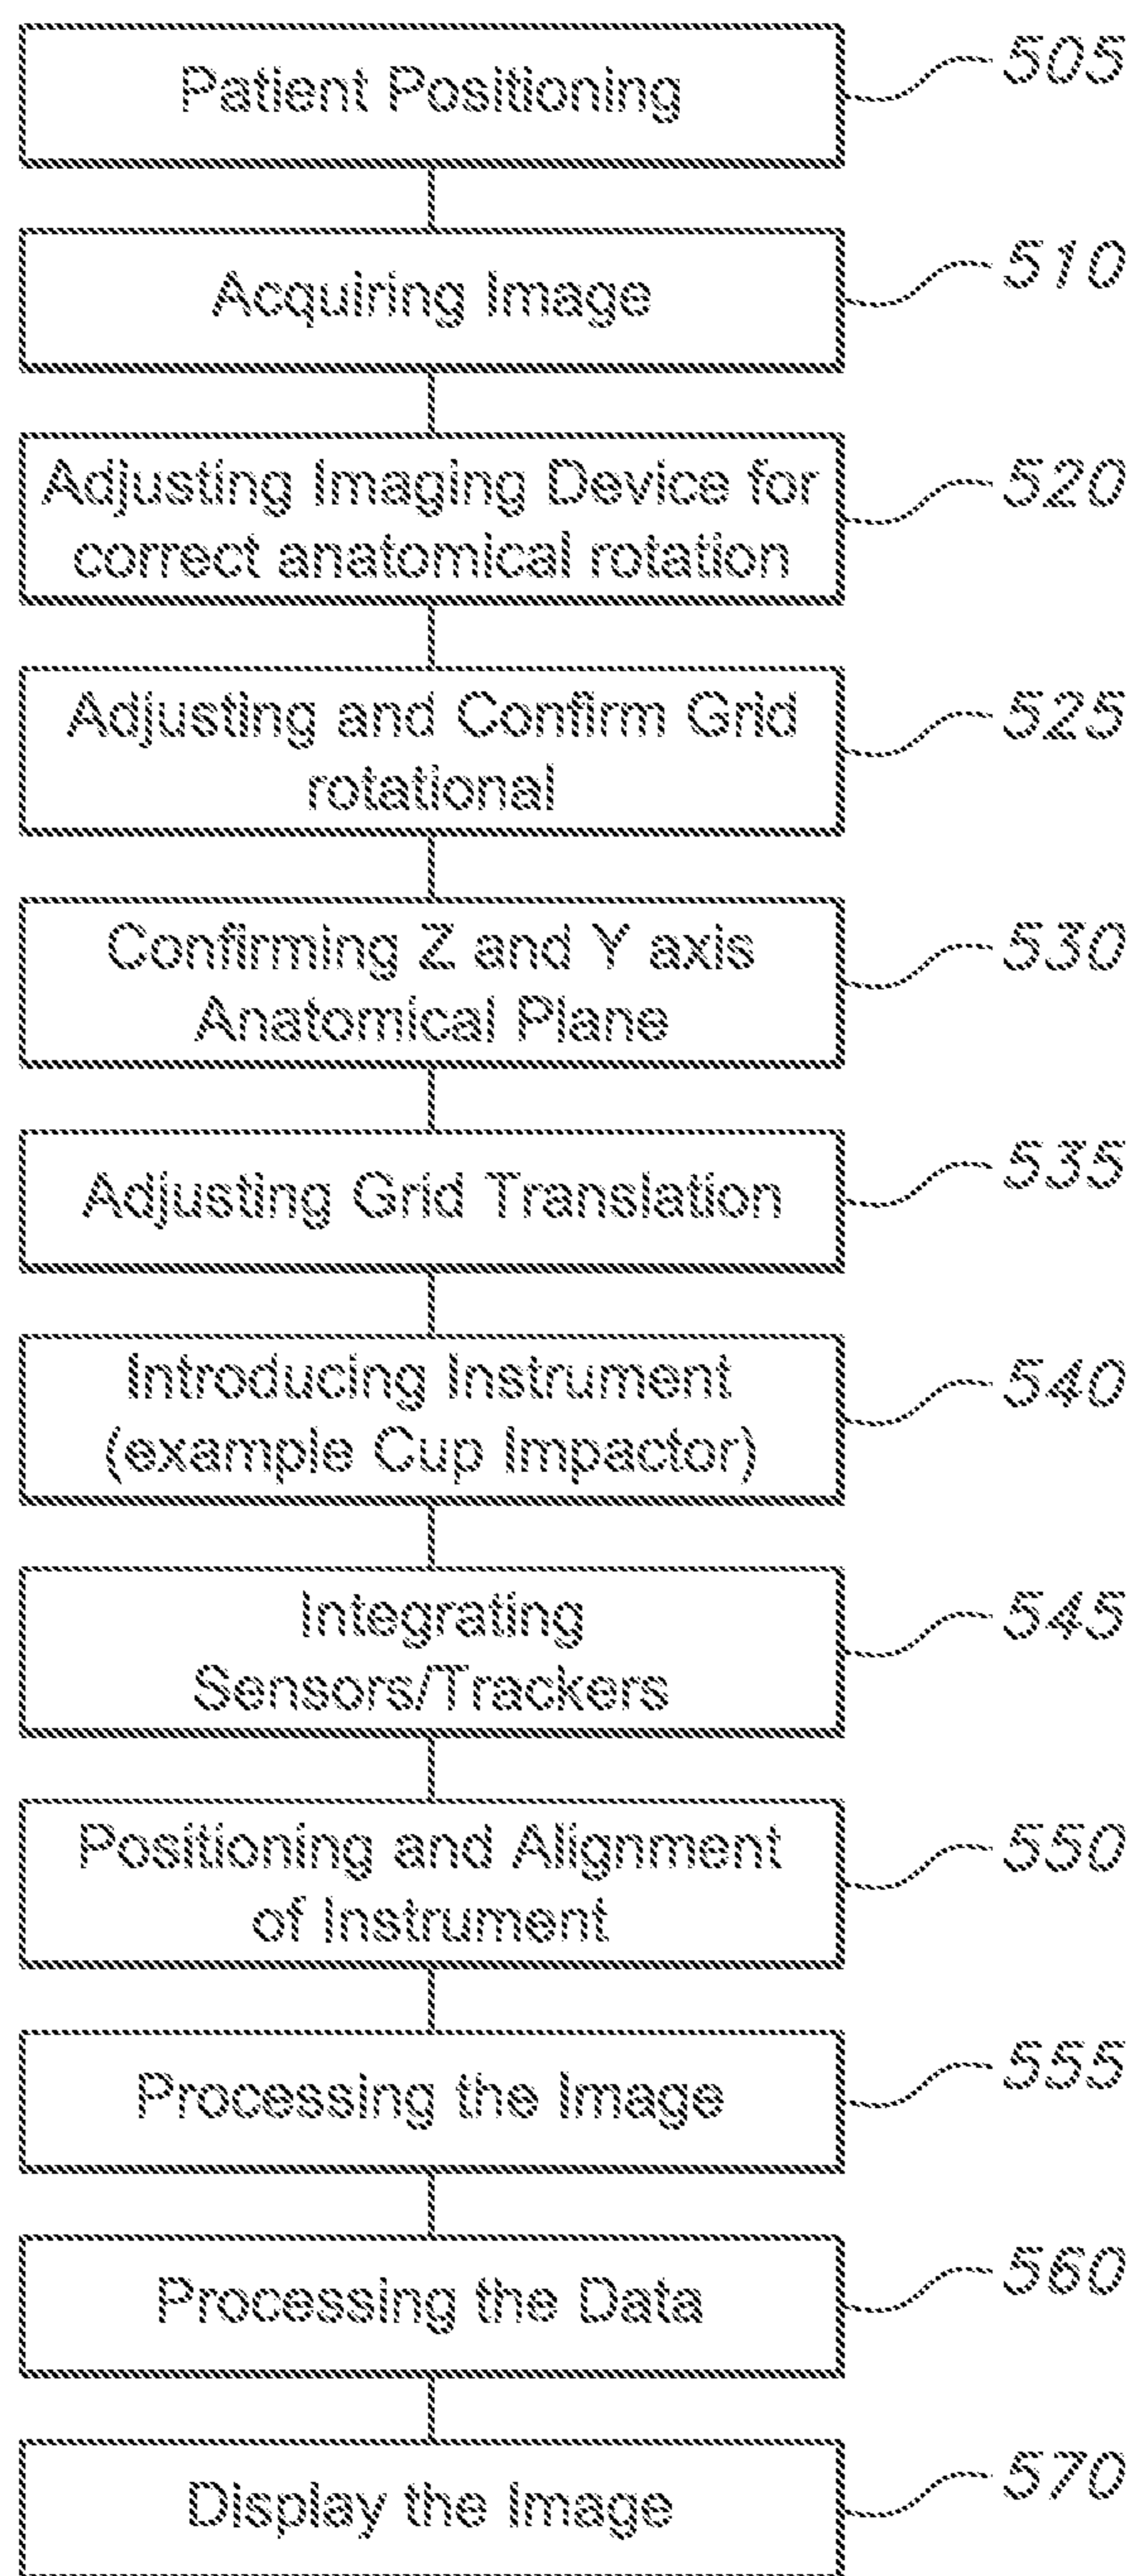 Patient Positioning
505
Acquiring Image
510
Adjusting Imaging Device for
correct anatomical rotation
520
Adjusting and Confirm Grid
rotational
525
Confirming Z and Y axis
Anatomical Plane
530
Adjusting Grid Translation
535
Introducing Instrument
(example Cup Impactor)
540
Integrating
Sensors/Trackers
545
Positioning and Alignment
of Instrument
550
Processing the Image
555
Processing the Data
560
Display the Image
570